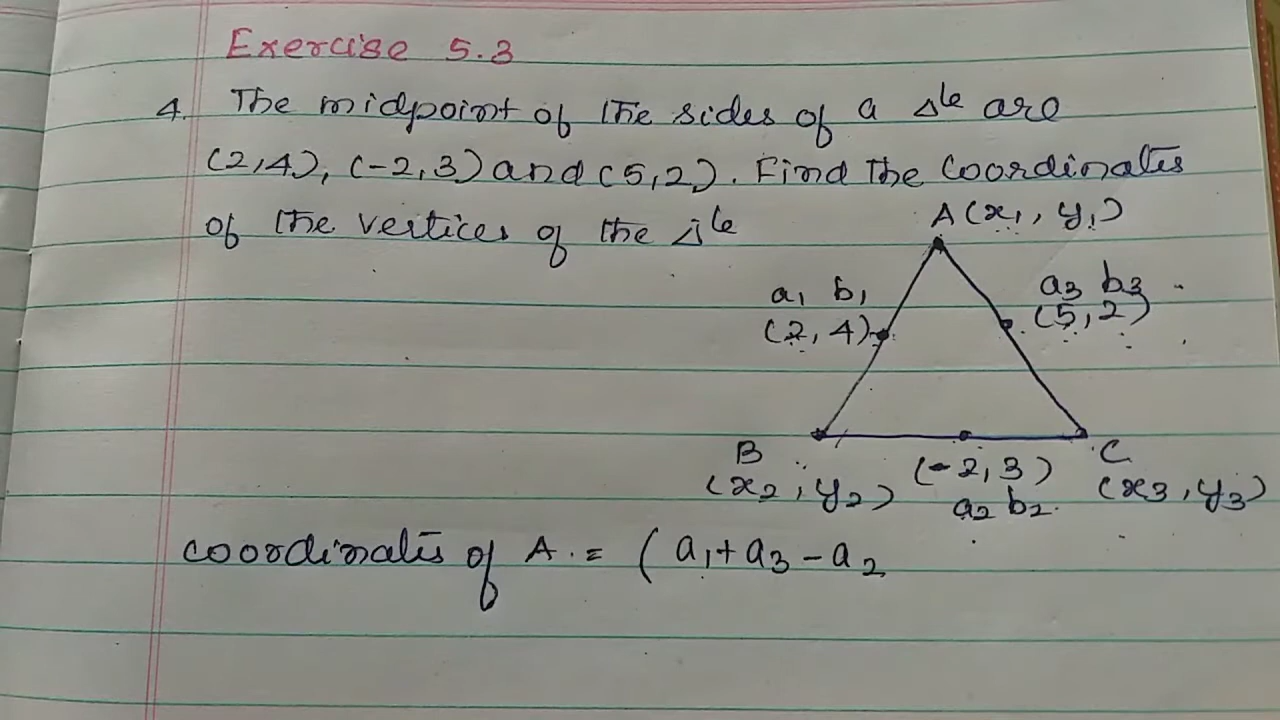 Exercise 5.3
4. The midpoint of the sides of a Δle are
(2,4), (-2,3) and (5,2). Find the coordinates
of the vertices of the Δle
A(x₁, y₁)
a₁ b₁
(2, 4)
a₃ b₃
(5, 2)
B
(x₂, y₂)
(-2, 3)
a₂ b₂
C
(x₃, y₃)
coordinates of A = (a₁+a₃-a₂